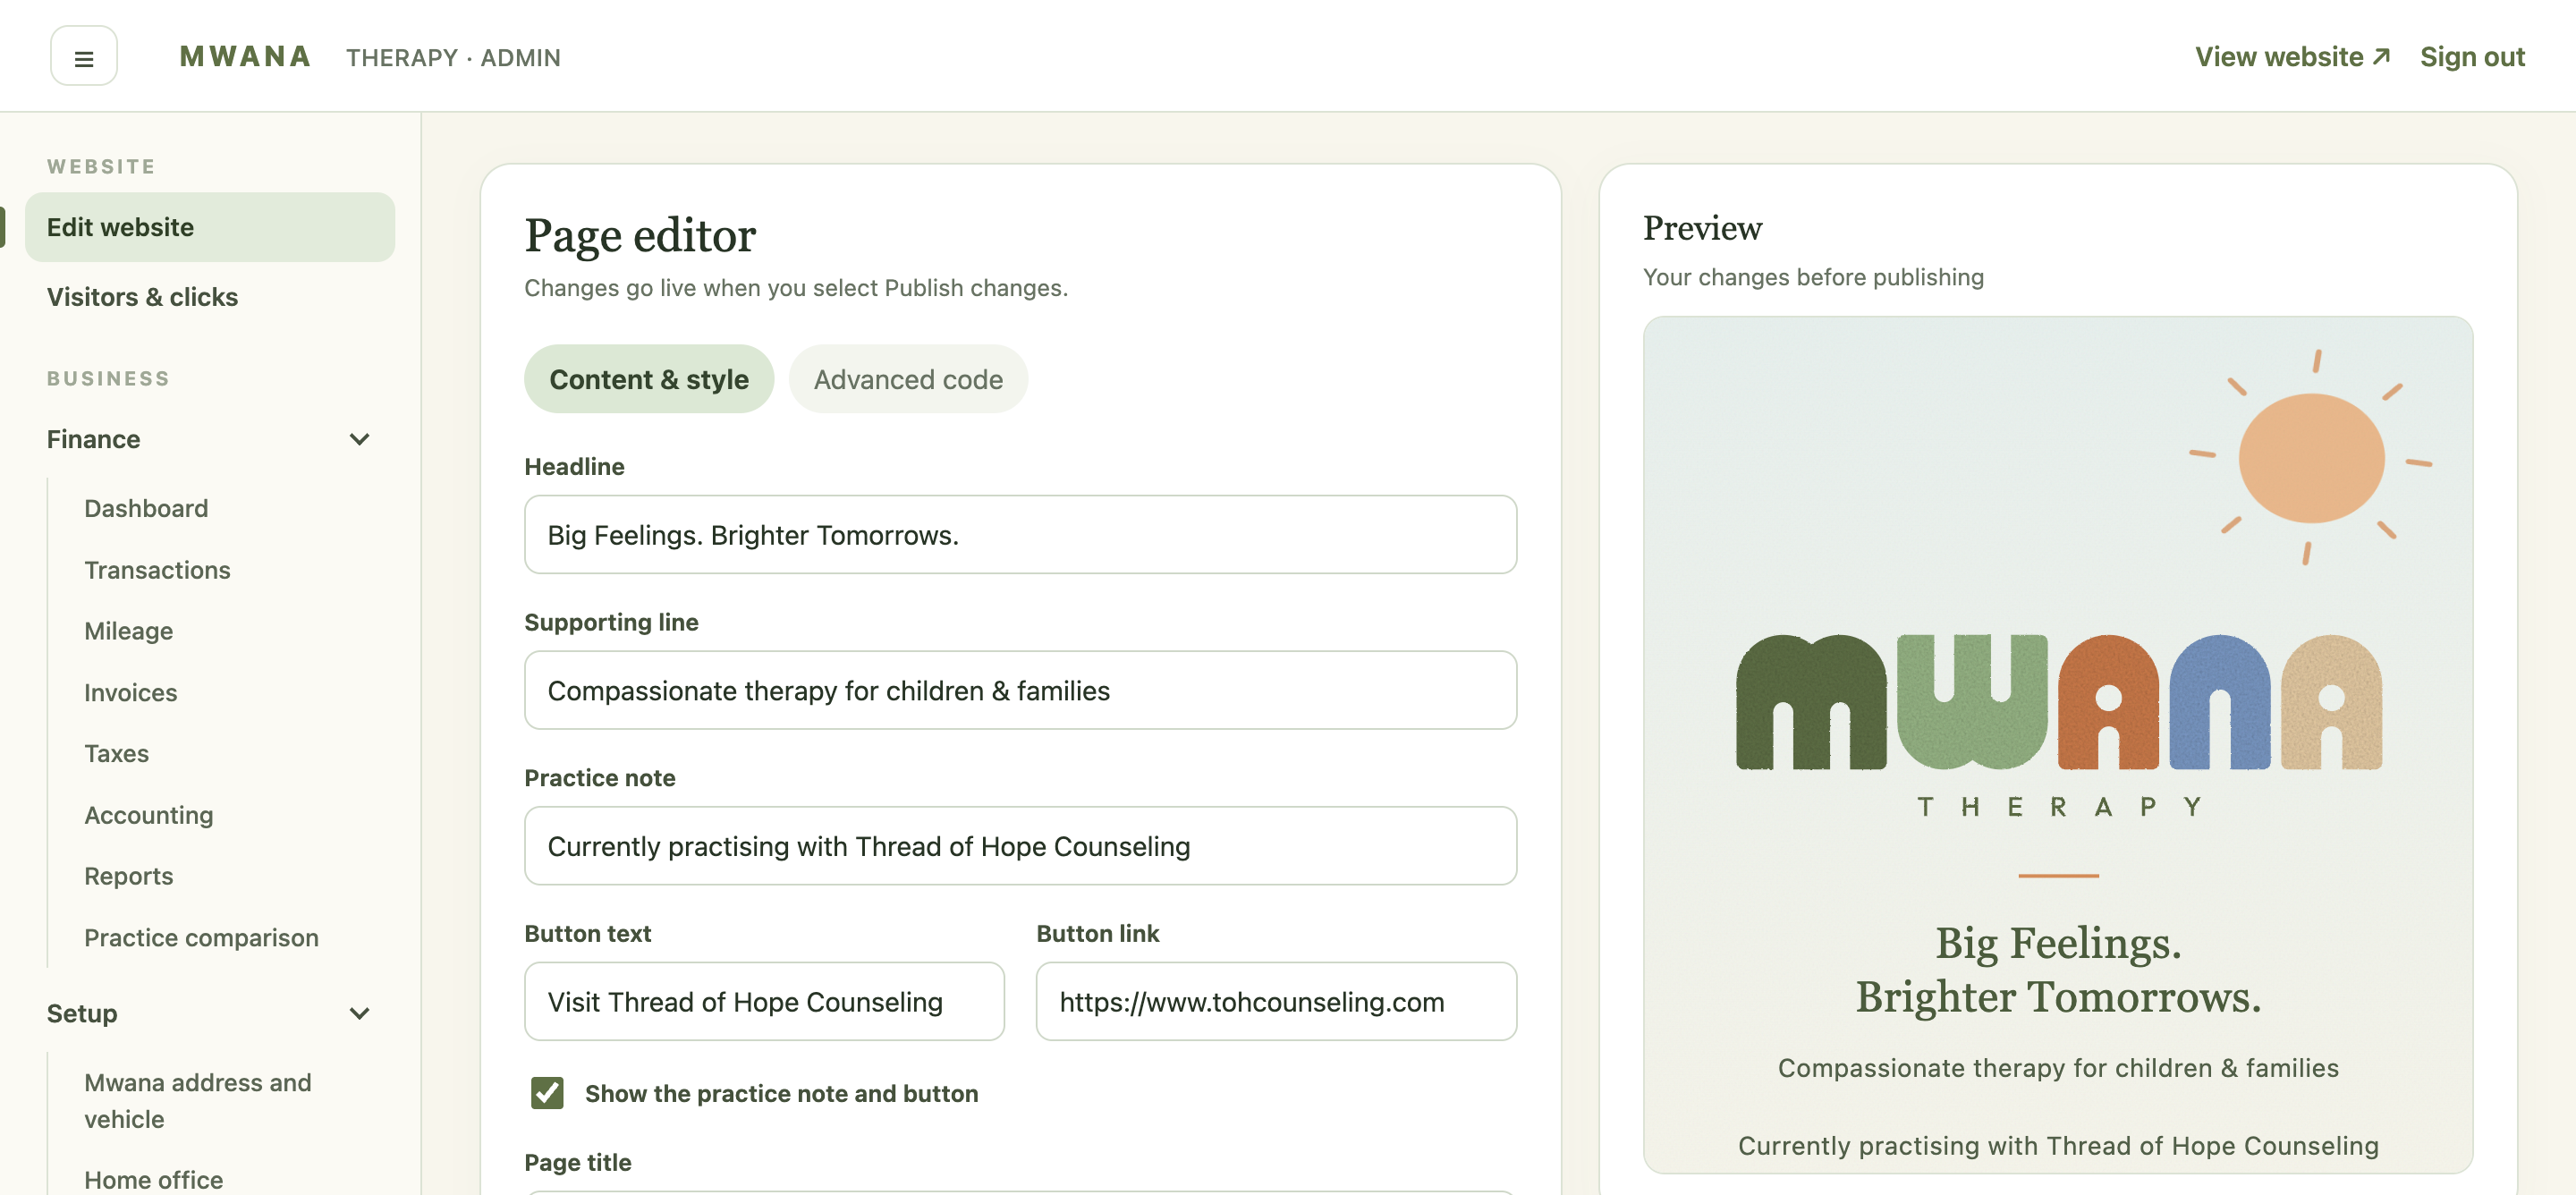 MWANA THERAPY · ADMIN
View website ↗ Sign out
WEBSITE
Edit website
Visitors & clicks
BUSINESS
Finance
Dashboard
Transactions
Mileage
Invoices
Taxes
Accounting
Reports
Practice comparison
Setup
Mwana address and
vehicle
Home office
Page editor
Changes go live when you select Publish changes.
Content & style Advanced code
Headline
Big Feelings. Brighter Tomorrows.
Supporting line
Compassionate therapy for children & families
Practice note
Currently practising with Thread of Hope Counseling
Button text Button link
Visit Thread of Hope Counseling https://www.tohcounseling.com
Show the practice note and button
Page title
Preview
Your changes before publishing
MWANA
THERAPY
Big Feelings.
Brighter Tomorrows.
Compassionate therapy for children & families
Currently practising with Thread of Hope Counseling